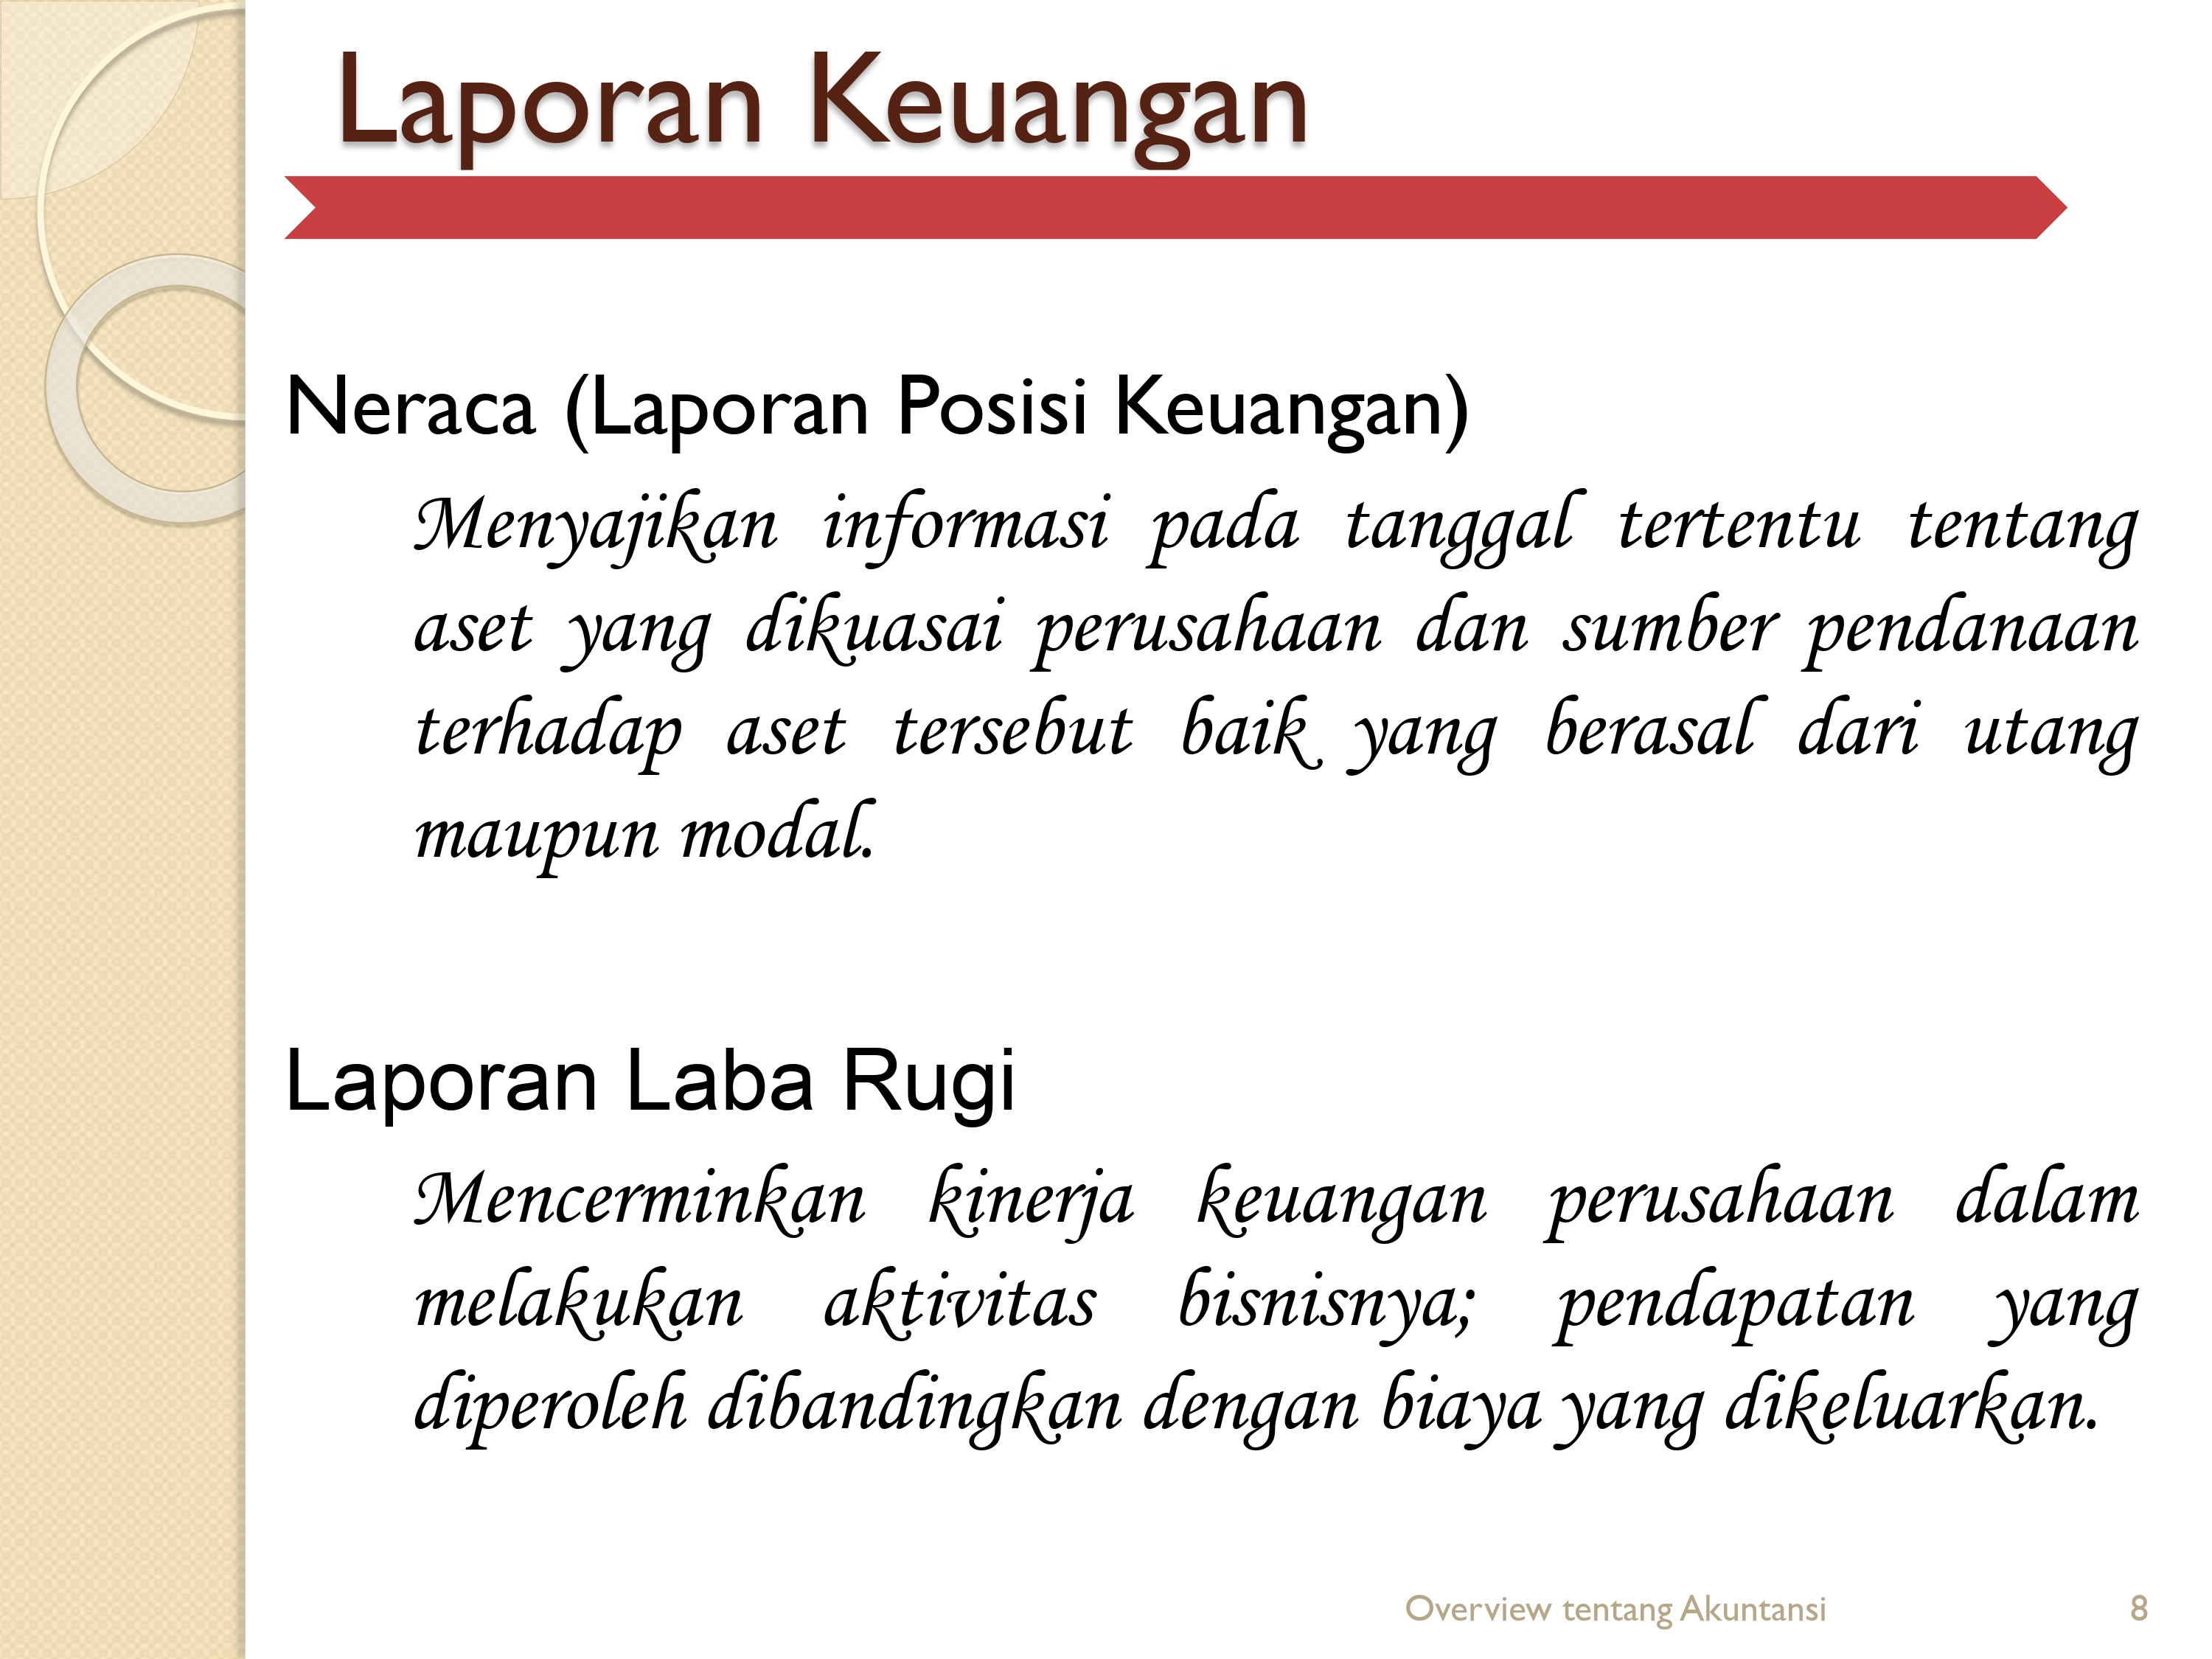 Laporan Keuangan
Neraca (Laporan Posisi Keuangan)
Menyajikan informasi pada tanggal tertentu tentang
aset yang dikuasai perusahaan dan sumber pendanaan
terhadap aset tersebut baik yang berasal dari utang
maupun modal.
Laporan Laba Rugi
Mencerminkan kinerja keuangan perusahaan dalam
melakukan aktivitas bisnisnya; pendapatan yang
diperoleh dibandingkan dengan biaya yang dikeluarkan.
Overview tentang Akuntansi 8